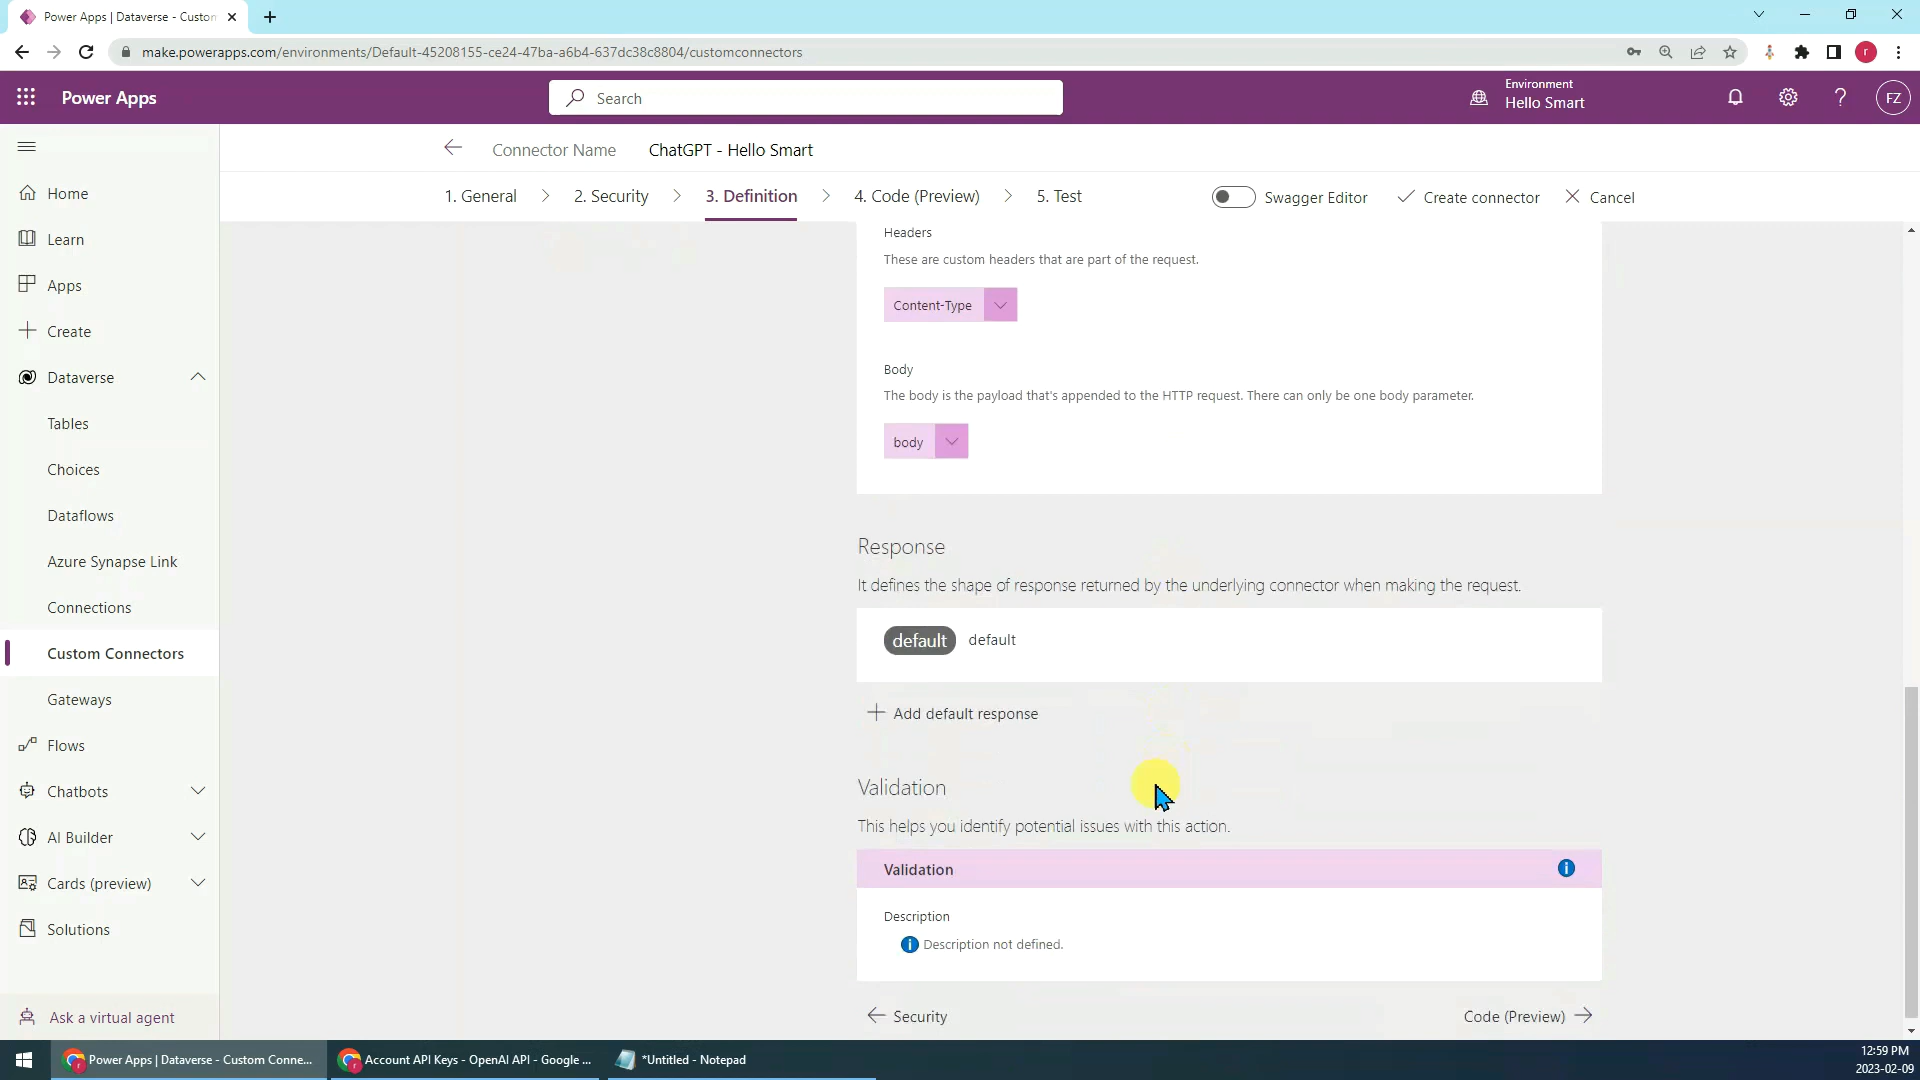 Power Apps | Dataverse - Custom
make.powerapps.com/environments/Default-45208155-ce24-47ba-a6b4-637dc38c8804/customconnectors
r
Power Apps
Search
Environment
Hello Smart
FZ
Connector Name
ChatGPT - Hello Smart
1. General
2. Security
3. Definition
4. Code (Preview)
5. Test
Swagger Editor
Create connector
Cancel
Home
Learn
Apps
Create
Dataverse
Tables
Choices
Dataflows
Azure Synapse Link
Connections
Custom Connectors
Gateways
Flows
Chatbots
AI Builder
Cards (preview)
Solutions
Ask a virtual agent
Headers
These are custom headers that are part of the request.
Content-Type
Body
The body is the payload that's appended to the HTTP request. There can only be one body parameter.
body
Response
It defines the shape of response returned by the underlying connector when making the request.
default default
Add default response
Validation
This helps you identify potential issues with this action.
Validation
Description
Description not defined.
Security
Code (Preview)
Power Apps | Dataverse - Custom Conne...
Account API Keys - OpenAI API - Google ...
*Untitled - Notepad
12:59 PM
2023-02-09